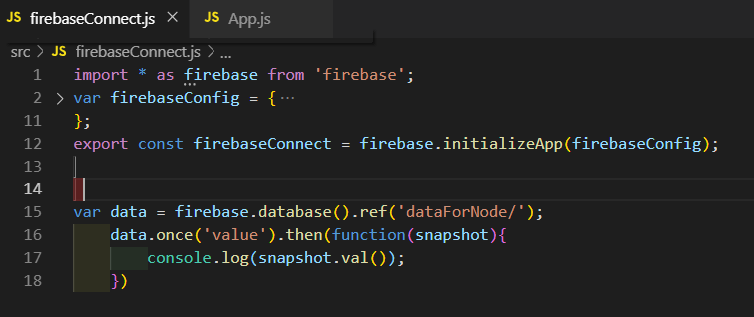 JS firebaseConnect.js × JS App.js
src > JS firebaseConnect.js > ...
1 import * as firebase from 'firebase';
2 > var firebaseConfig = {⋯
11 };
12 export const firebaseConnect = firebase.initializeApp(firebaseConfig);
13
14
15 var data = firebase.database().ref('dataForNode/');
16 data.once('value').then(function(snapshot){
17 console.log(snapshot.val());
18 })